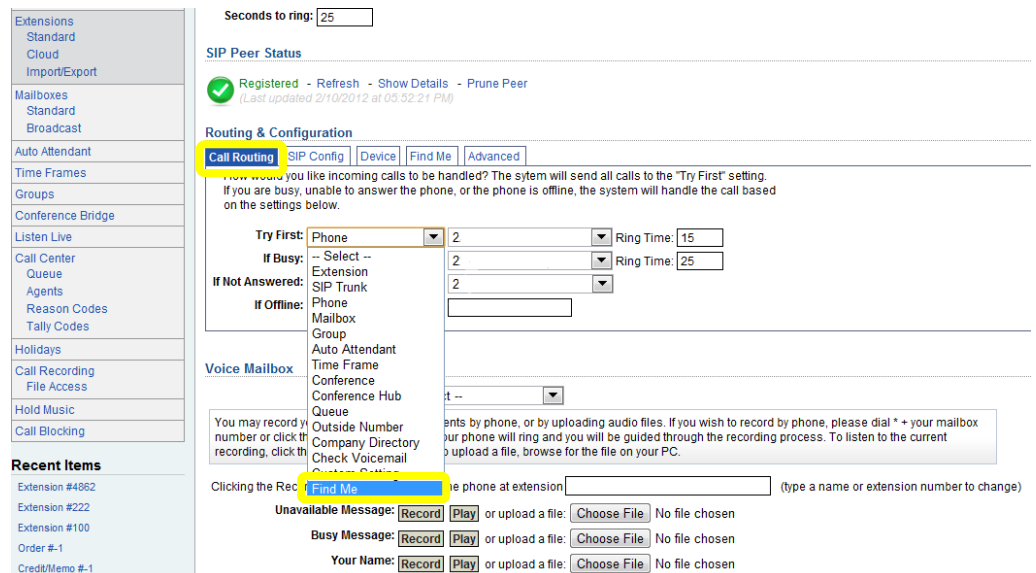 Extensions
Standard
Cloud
Import/Export
Mailboxes
Standard
Broadcast
Auto Attendant
Time Frames
Groups
Conference Bridge
Listen Live
Call Center
Queue
Agents
Reason Codes
Tally Codes
Holidays
Call Recording
File Access
Hold Music
Call Blocking
Recent Items
Extension #4862
Extension #222
Extension #100
Order #-1
Credit/Memo #-1
Seconds to ring: 25
SIP Peer Status
Registered - Refresh - Show Details - Prune Peer
(Last updated 2/10/2012 at 05:52:21 PM)
Routing & Configuration
Call Routing SIP Config Device Find Me Advanced
How would you like incoming calls to be handled? The sytem will send all calls to the "Try First" setting.
If you are busy, unable to answer the phone, or the phone is offline, the system will handle the call based
on the settings below.
Try First: Phone 2 Ring Time: 15
If Busy: 2 Ring Time: 25
If Not Answered: 2
If Offline:
-- Select --
Extension
SIP Trunk
Phone
Mailbox
Group
Auto Attendant
Time Frame
Conference
Conference Hub
Queue
Outside Number
Company Directory
Check Voicemail
Custom Setting
Find Me
Voice Mailbox
--
You may record by phone, or by uploading audio files. If you wish to record by phone, please dial * + your mailbox
number or click phone will ring and you will be guided through the recording process. To listen to the current
recording, click upload a file, browse for the file on your PC.
Clicking the phone at extension (type a name or extension number to change)
Unavailable Message: Record Play or upload a file: Choose File No file chosen
Busy Message: Record Play or upload a file: Choose File No file chosen
Your Name: Record Play or upload a file: Choose File No file chosen